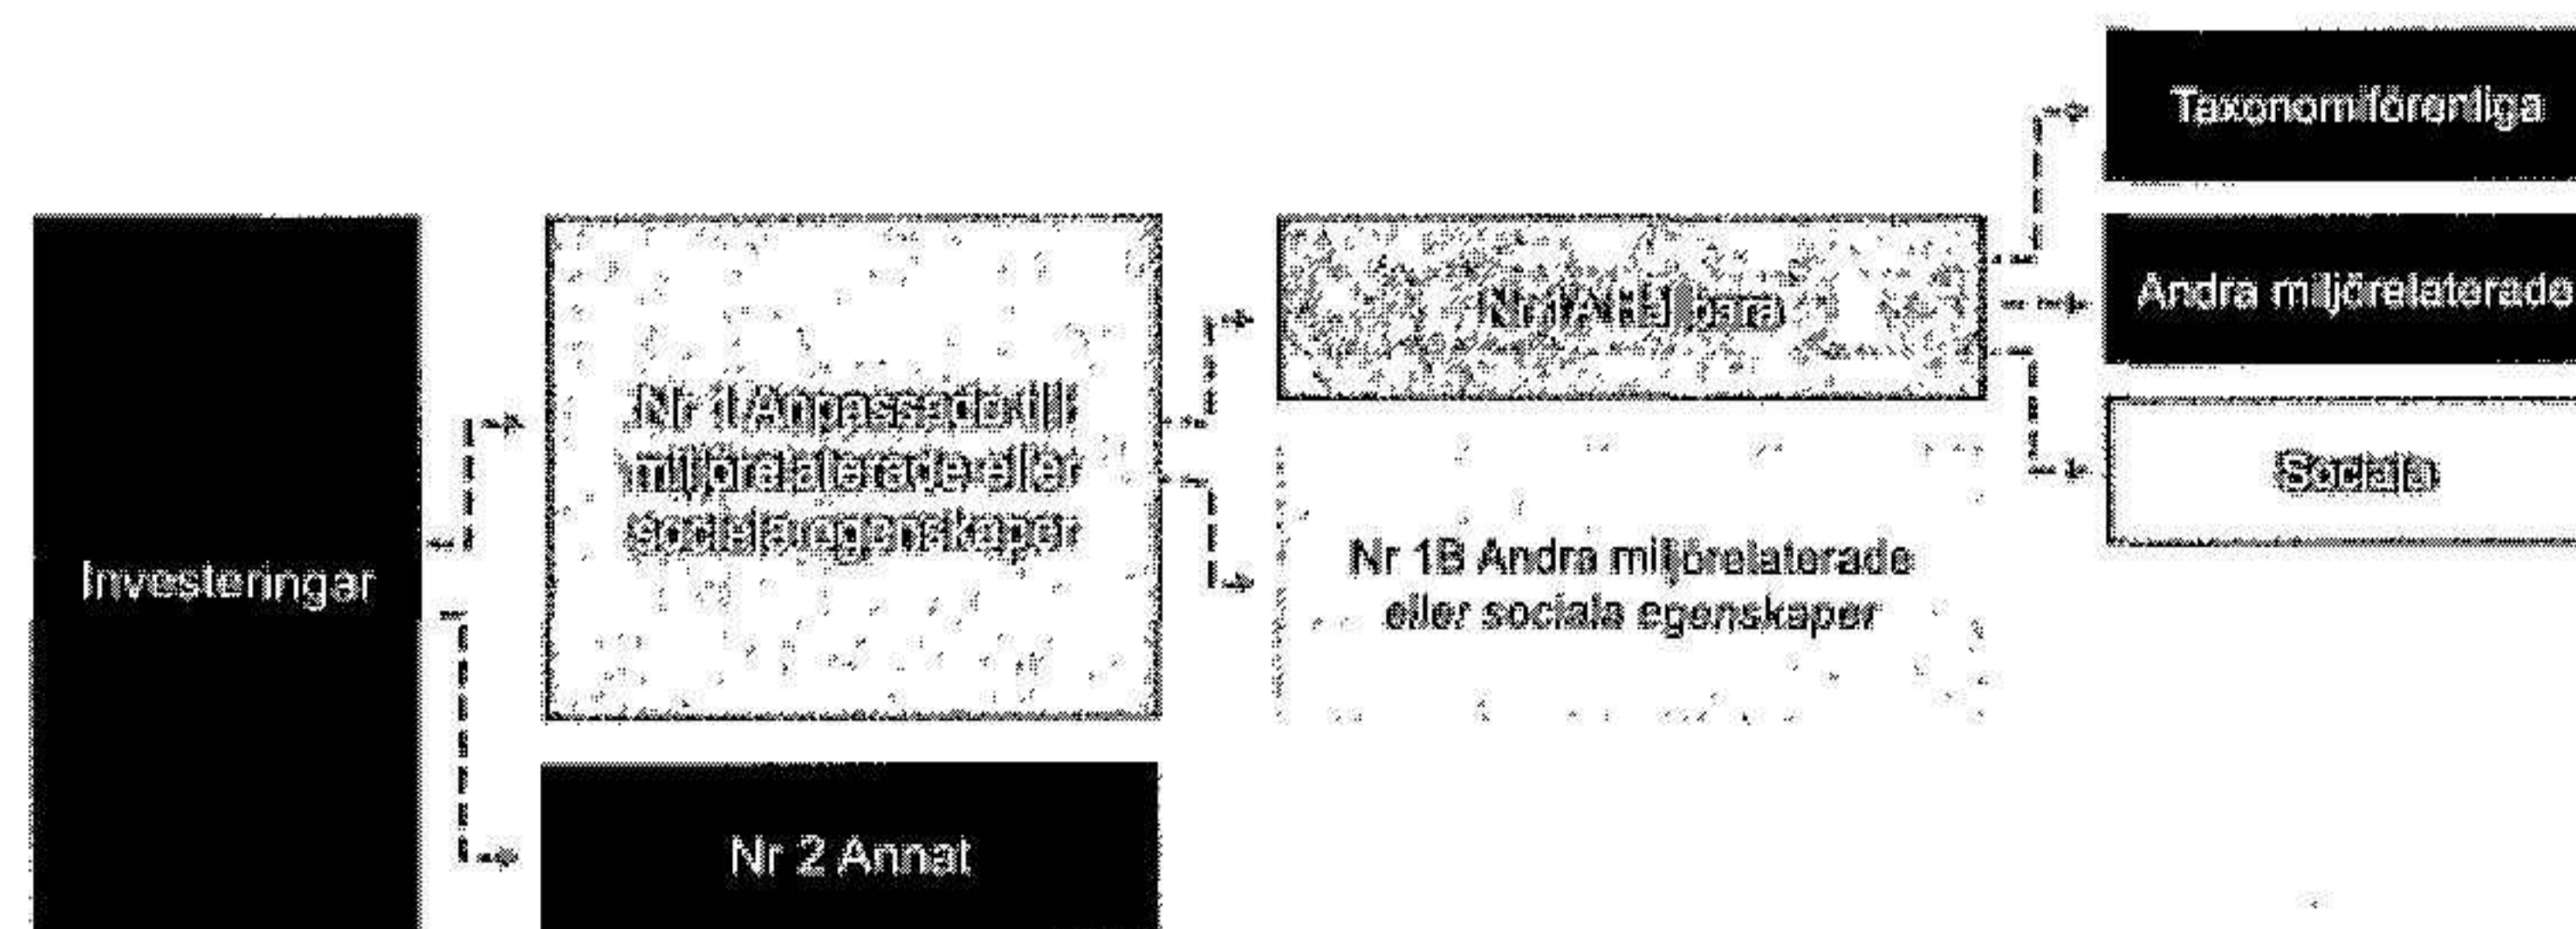 Taxonomiförenliga
Andra miljörelaterade
Nr 1A Hållbara
Sociala
Nr 1 Anpassade till
miljörelaterade eller
sociala egenskaper
Nr 1B Andra miljörelaterade
eller sociala egenskaper
Investeringar
Nr 2 Annat